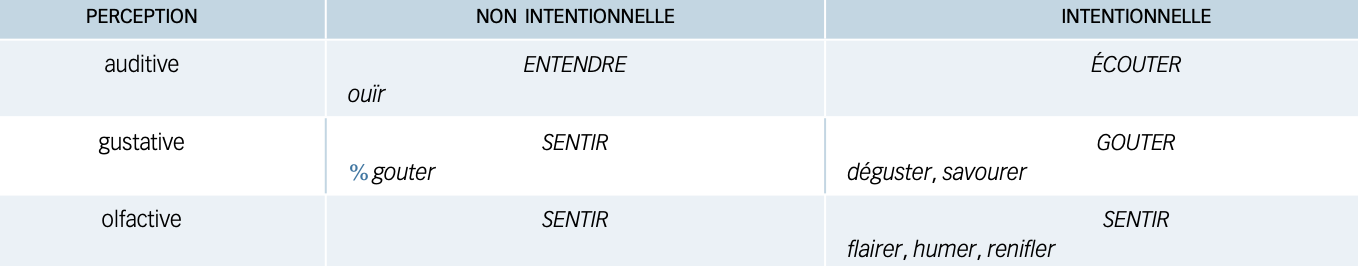 PERCEPTION NON INTENTIONNELLE INTENTIONNELLE
auditive ENTENDRE ÉCOUTER
ouïr
gustative SENTIR GOUTER
% gouter déguster, savourer
olfactive SENTIR SENTIR
flairer, humer, renifler